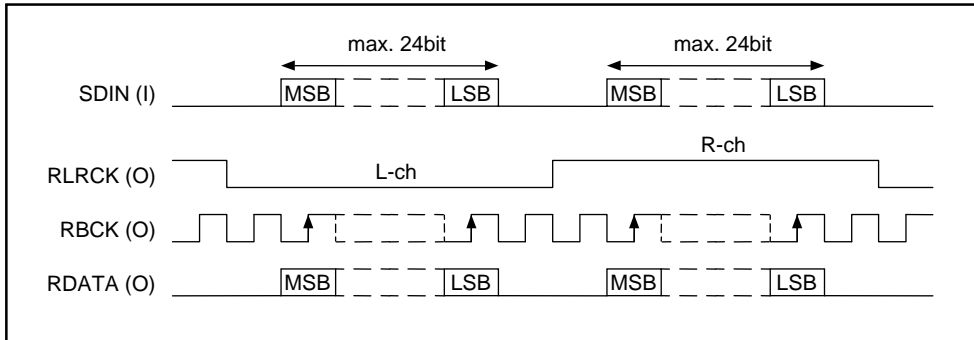 max. 24bit max. 24bit
SDIN (I) MSB LSB MSB LSB
R-ch
RLRCK (O) L-ch
RBCK (O)
RDATA (O) MSB LSB MSB LSB